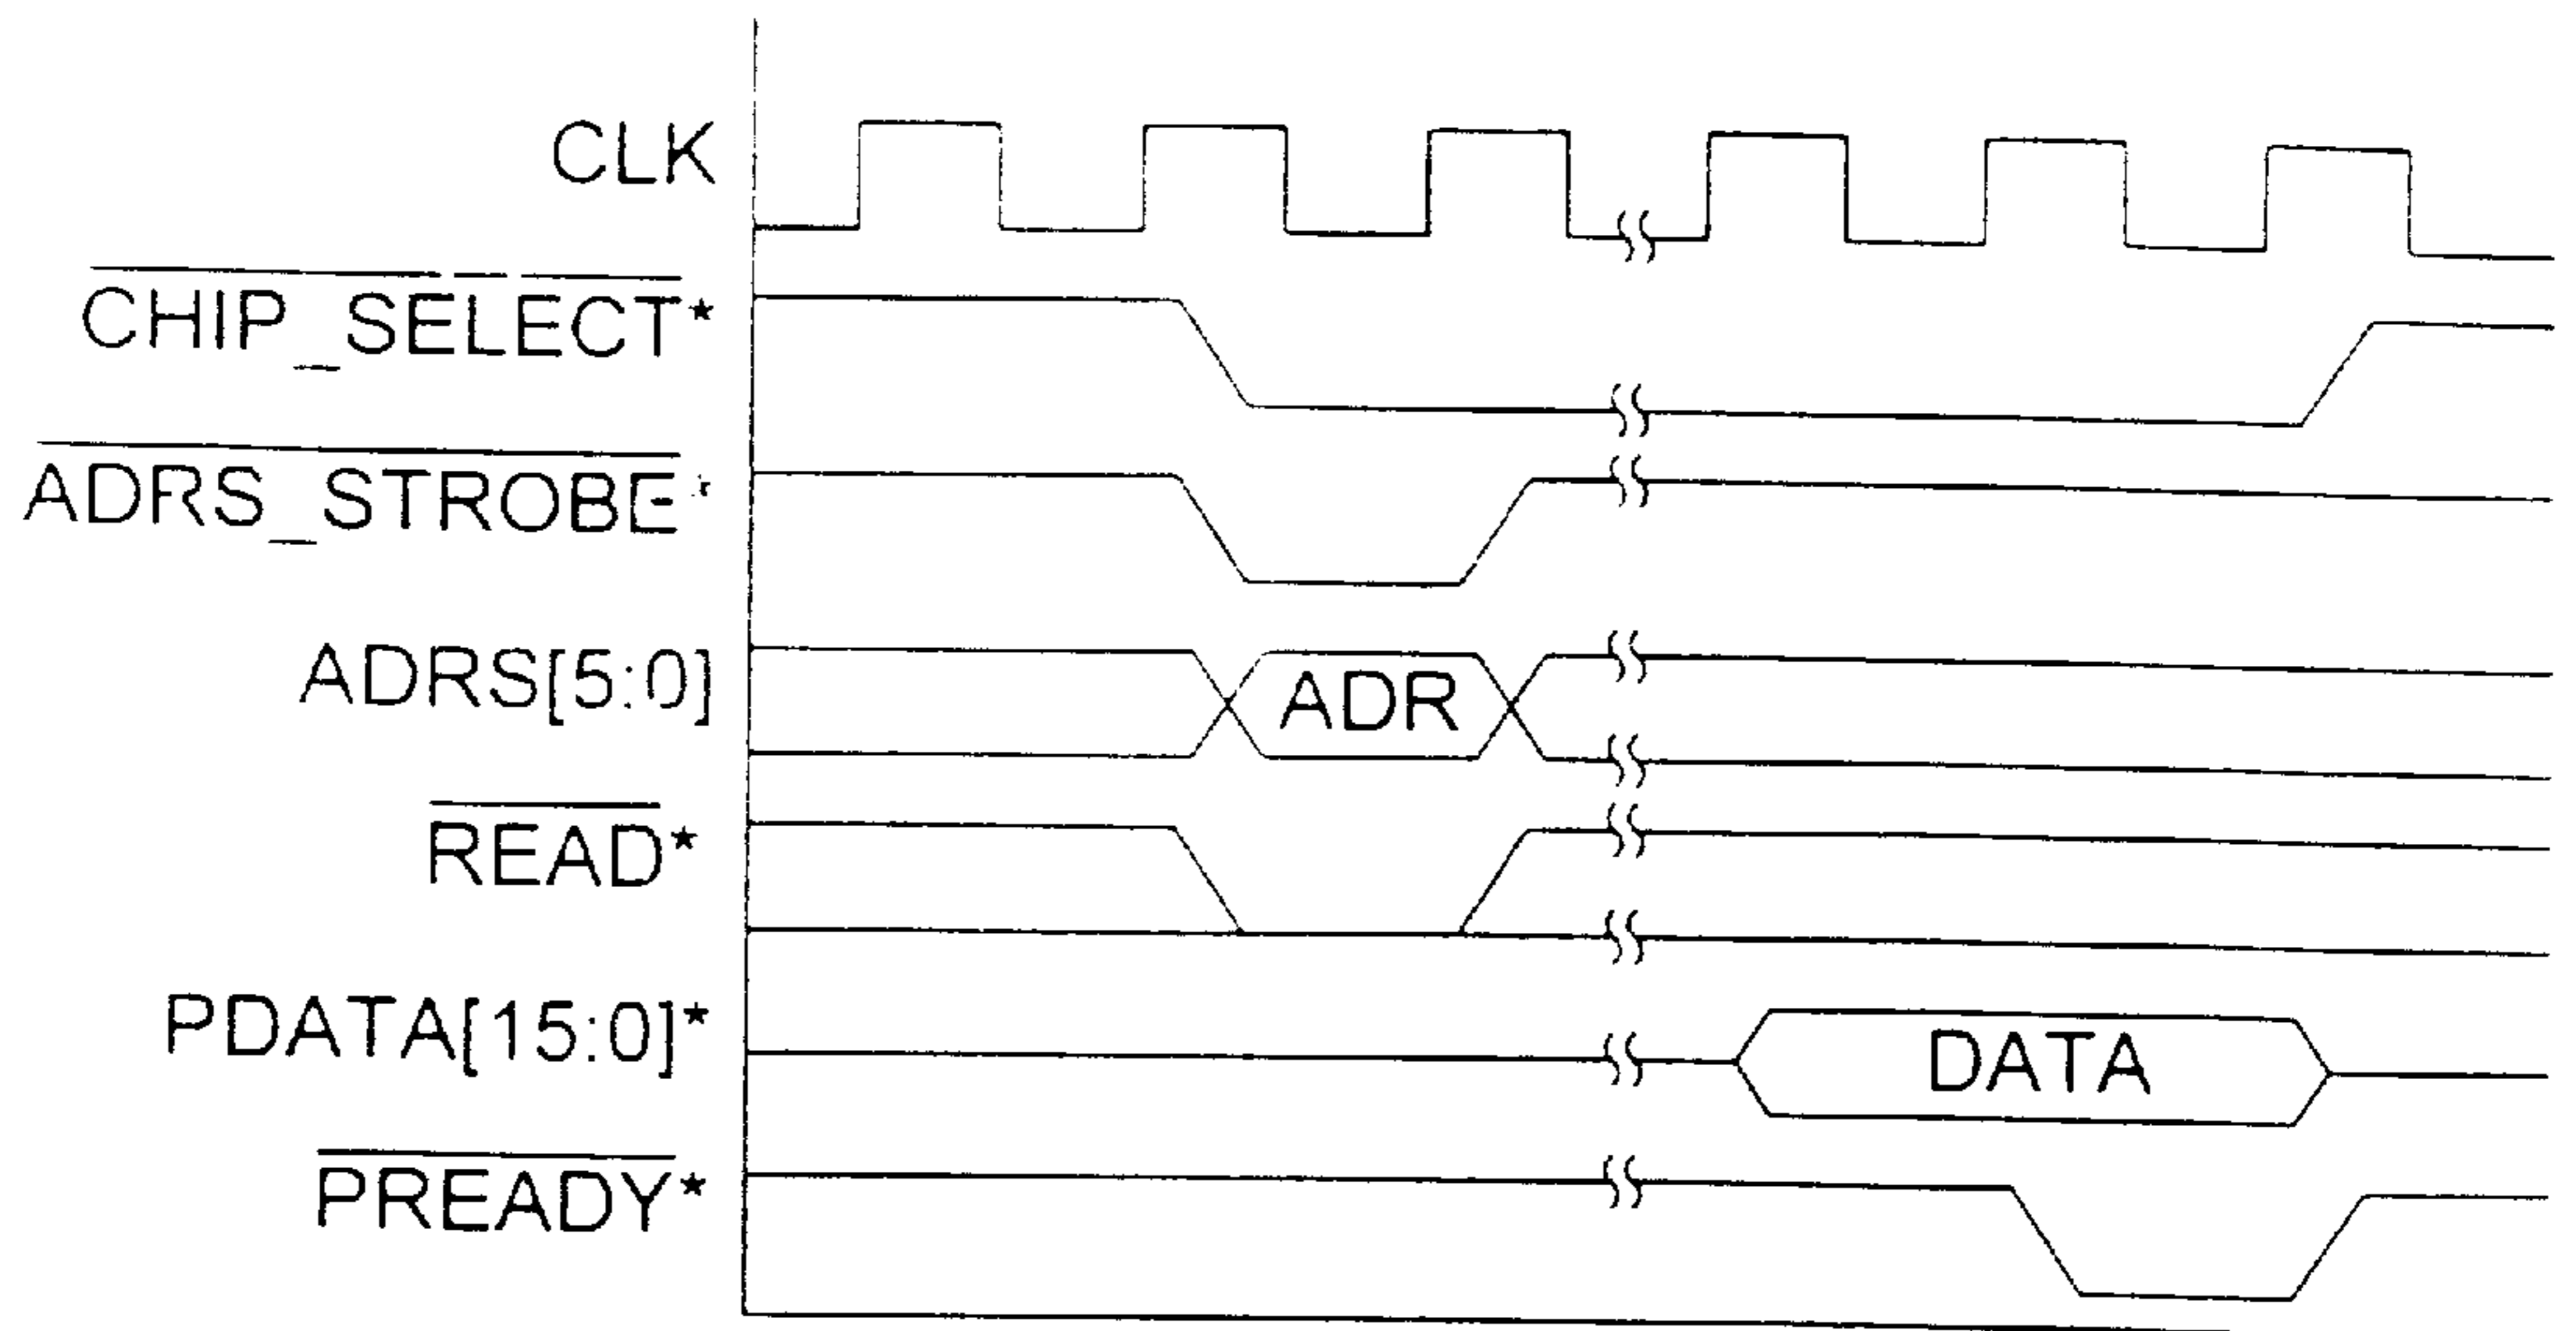 CLK
CHIP_SELECT*
ADRS_STROBE*
ADRS[5:0]
ADR
READ*
PDATA[15:0]*
DATA
PREADY*